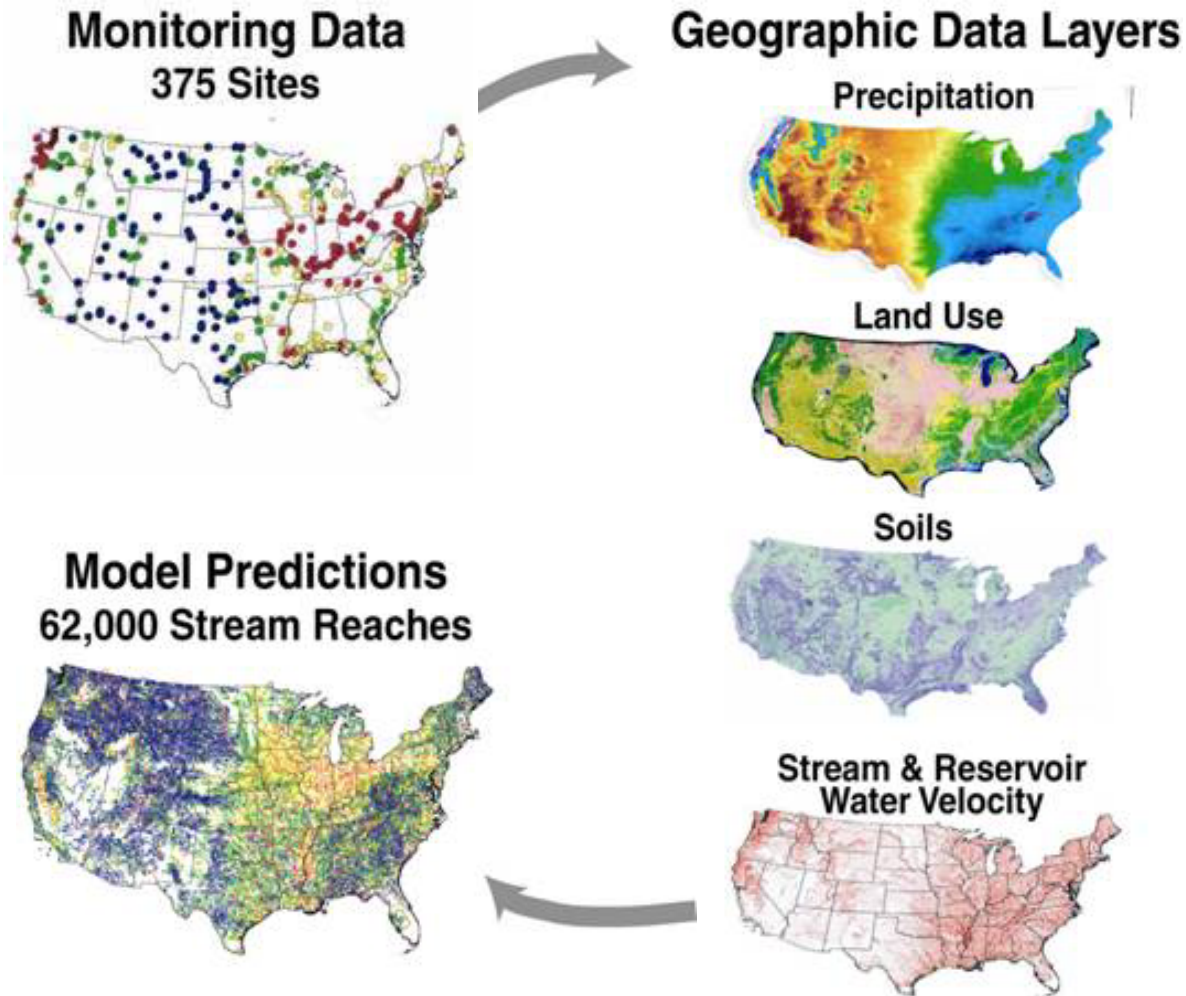 Monitoring Data
375 Sites
Geographic Data Layers
Precipitation
Land Use
Soils
Stream & Reservoir
Water Velocity
Model Predictions
62,000 Stream Reaches